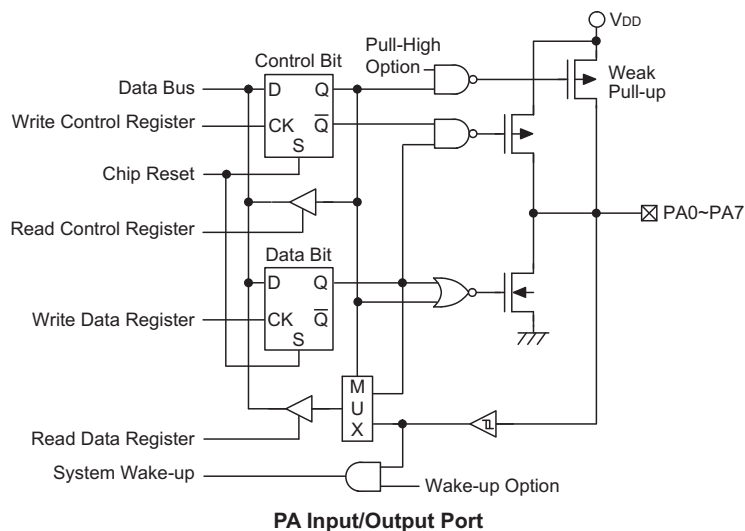 VDD
Pull-High
Option
Control Bit
Weak
Pull-up
Data Bus
D
Q
Write Control Register
CK
Q̅
S
Chip Reset
Read Control Register
PA0~PA7
Data Bit
D
Q
Write Data Register
CK
Q̅
S
M
U
X
Read Data Register
System Wake-up
Wake-up Option
PA Input/Output Port